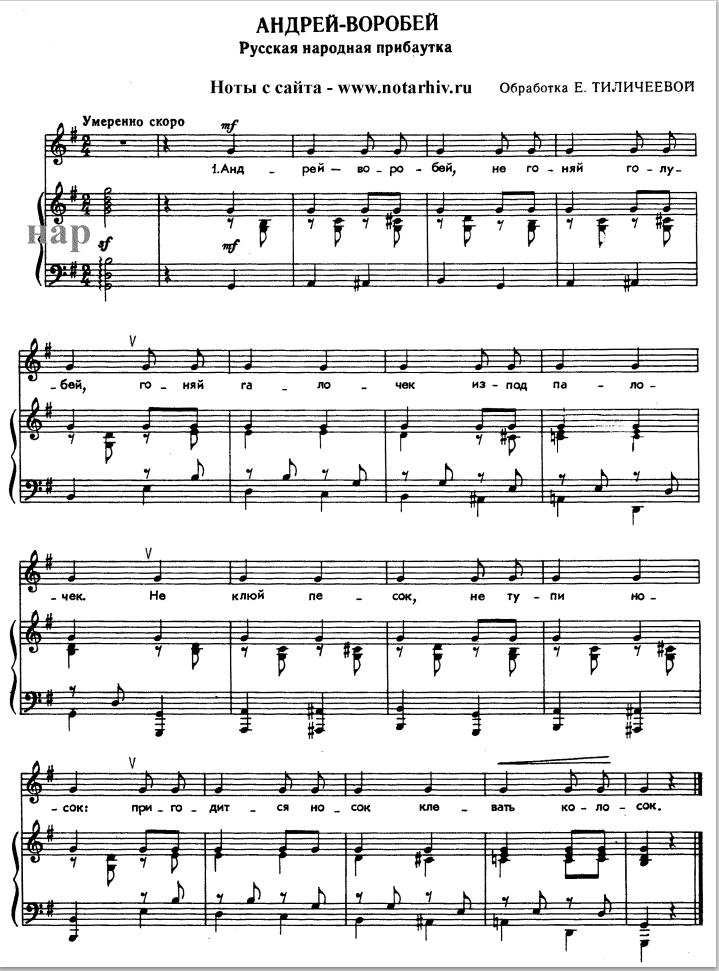 АНДРЕЙ-ВОРОБЕЙ
Русская народная прибаутка
Ноты с сайта - www.notarhiv.ru
Обработка Е. ТИЛИЧЕЕВОЙ
Умеренно скоро
mf
1.Анд - рей — во - ро - бей, не го - няй го - лу -
нар
sf mf
- бей, го - няй га - ло - чек из - под па - ло -
- чек. Не клюй пе - сок, не ту - пи но -
- сок: при - го - дит - ся но - сок кле - вать ко - ло - сок.